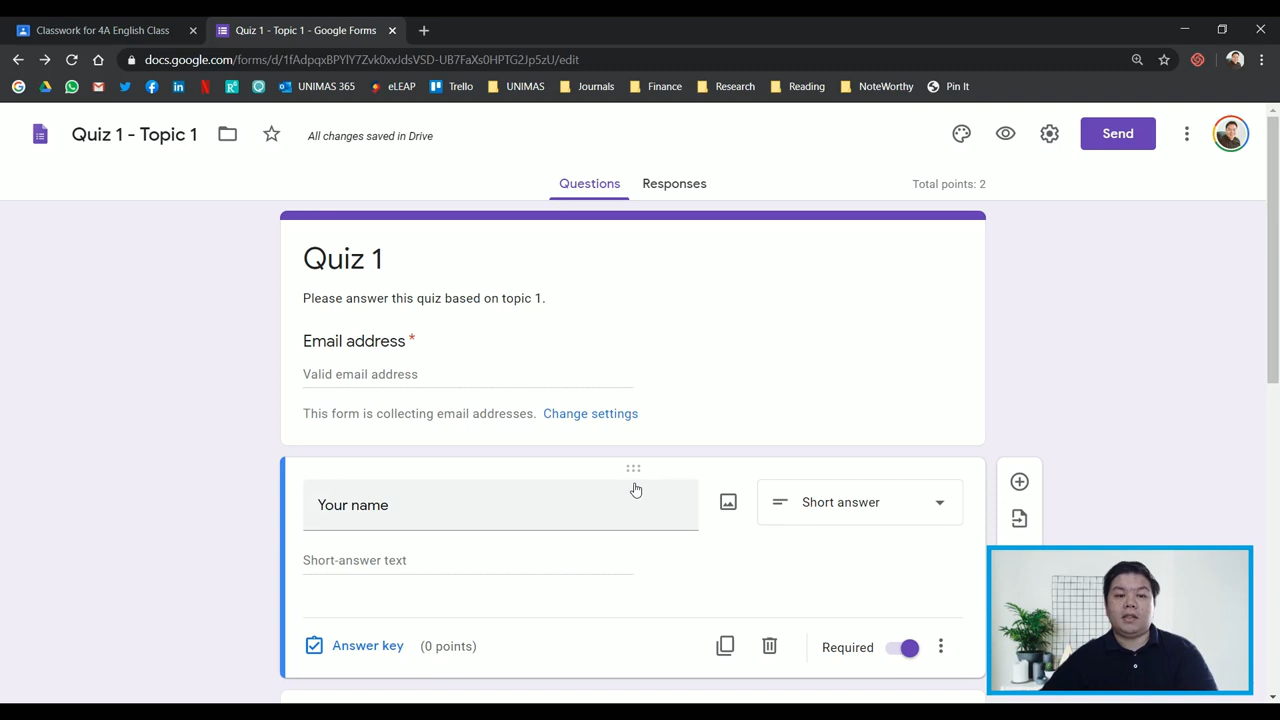 Classwork for 4A English Class
Quiz 1 - Topic 1 - Google Forms
docs.google.com/forms/d/1fAdpqxBPYlY7Zvk0xvJdsVSD-UB7FaXs0HPTG2Jp5zU/edit
UNIMAS 365
eLEAP
Trello
UNIMAS
Journals
Finance
Research
Reading
NoteWorthy
Pin It
Quiz 1 - Topic 1
All changes saved in Drive
Send
Questions
Responses
Total points: 2
Quiz 1
Please answer this quiz based on topic 1.
Email address *
Valid email address
This form is collecting email addresses. Change settings
Your name
Short answer
Short-answer text
Answer key (0 points)
Required